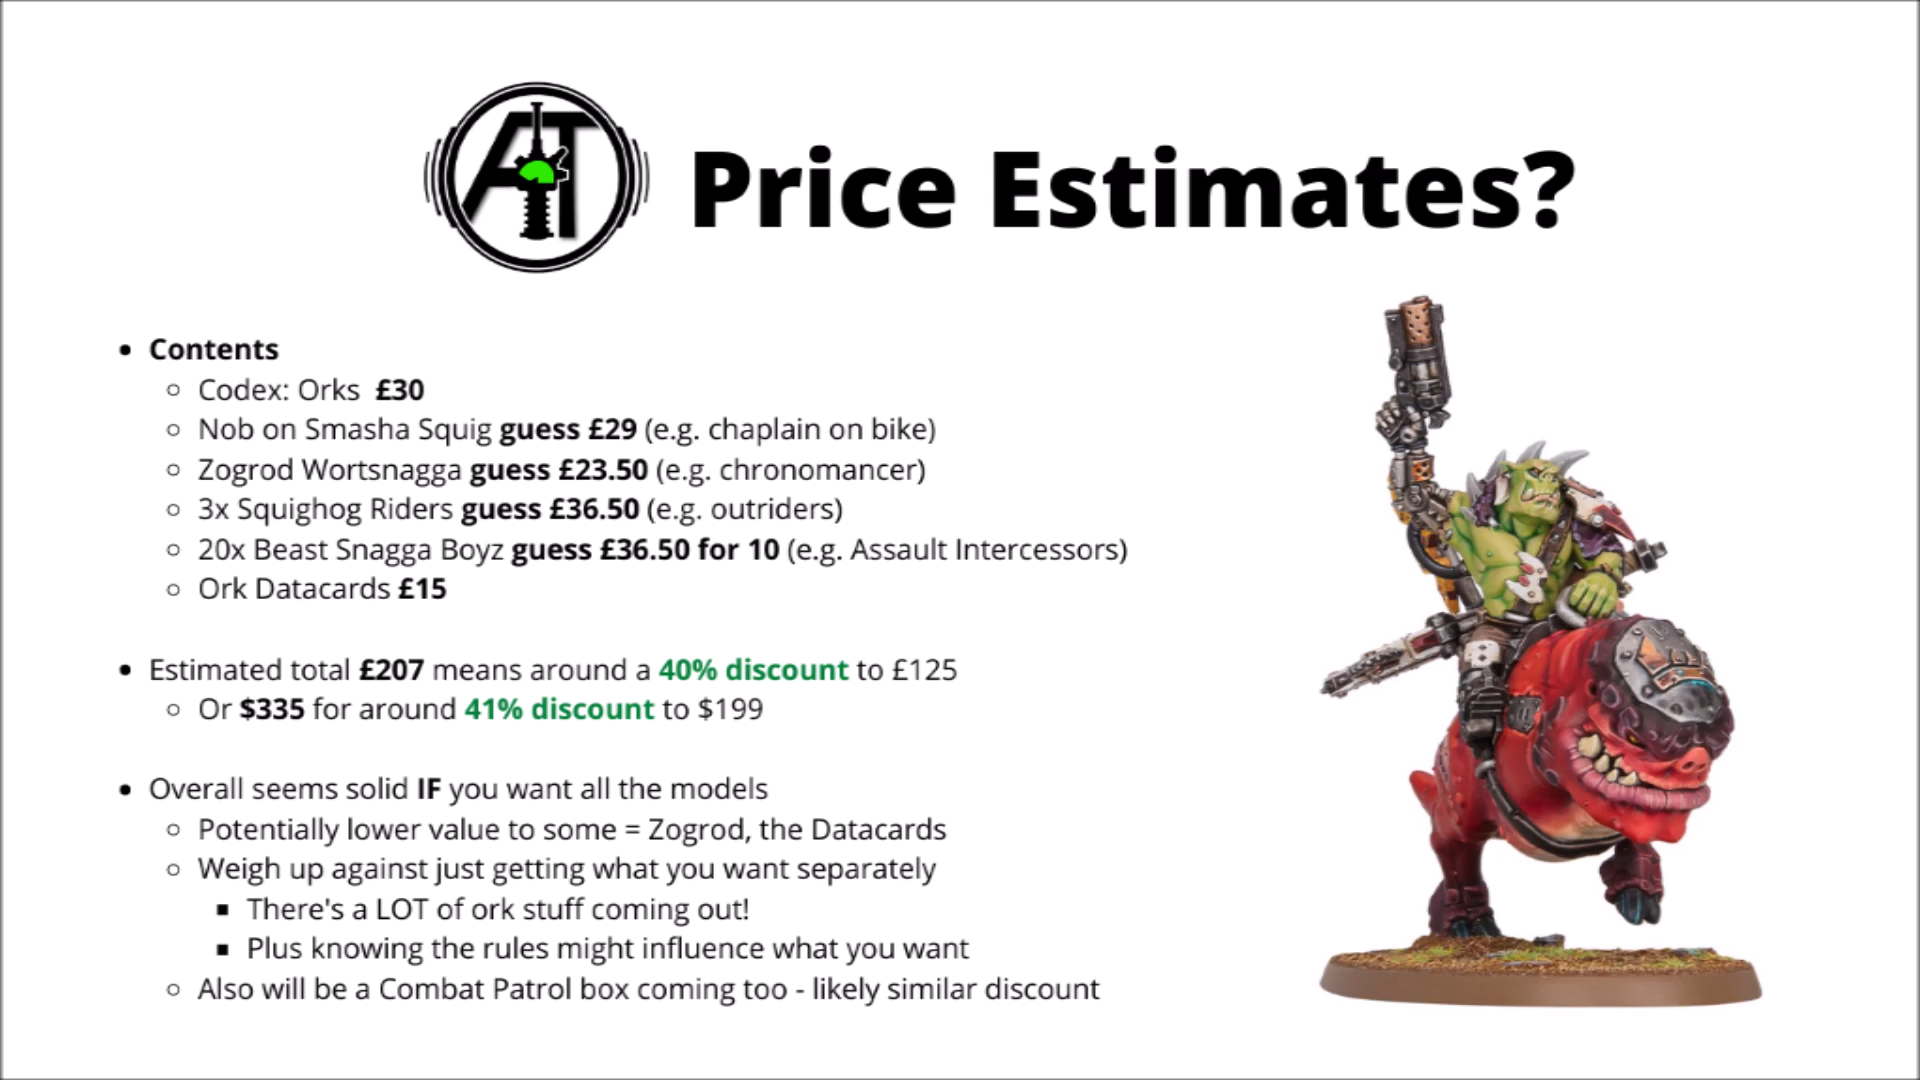 AT
Price Estimates?
Contents
Codex: Orks £30
Nob on Smasha Squig guess £29 (e.g. chaplain on bike)
Zogrod Wortsnagga guess £23.50 (e.g. chronomancer)
3x Squighog Riders guess £36.50 (e.g. outriders)
20x Beast Snagga Boyz guess £36.50 for 10 (e.g. Assault Intercessors)
Ork Datacards £15
Estimated total £207 means around a 40% discount to £125
Or $335 for around 41% discount to $199
Overall seems solid IF you want all the models
Potentially lower value to some = Zogrod, the Datacards
Weigh up against just getting what you want separately
There's a LOT of ork stuff coming out!
Plus knowing the rules might influence what you want
Also will be a Combat Patrol box coming too - likely similar discount